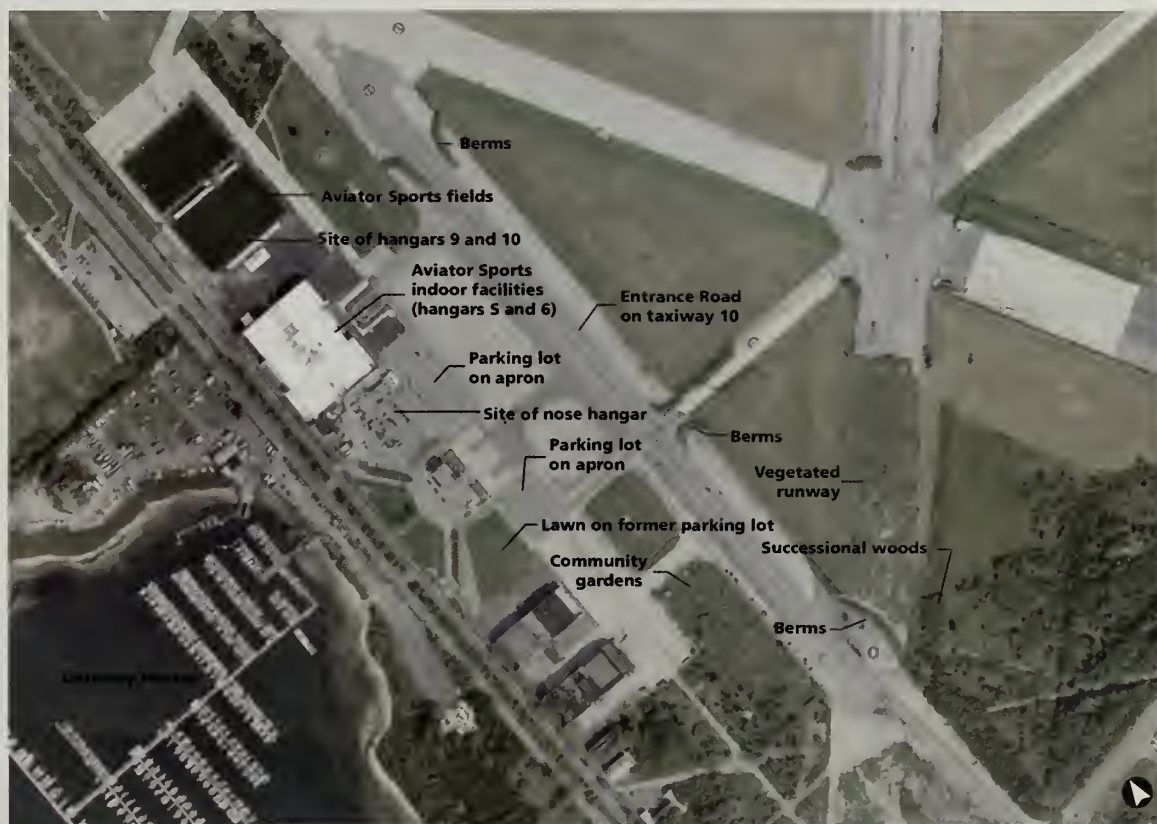 Berms
Aviator Sports fields
Site of hangars 9 and 10
Aviator Sports
indoor facilities
(hangars S and 6)
Entrance Road
on taxiway 10
Parking lot
on apron
Site of nose hangar
Berms
Parking lot
on apron
Vegetated
runway
Lawn on former parking lot
Successional woods
Community
gardens
Berms